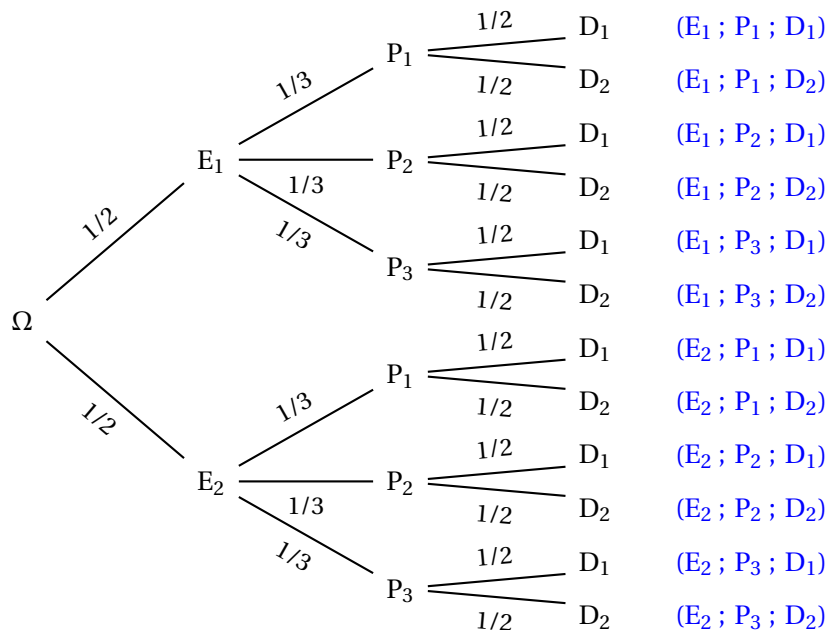 1/2 D₁ (E₁ ; P₁ ; D₁)
P₁
1/3 1/2 D₂ (E₁ ; P₁ ; D₂)
1/2 D₁ (E₁ ; P₂ ; D₁)
E₁ P₂
1/3 1/2 D₂ (E₁ ; P₂ ; D₂)
1/2 1/3 1/2 D₁ (E₁ ; P₃ ; D₁)
P₃
1/2 D₂ (E₁ ; P₃ ; D₂)
Ω
1/2 D₁ (E₂ ; P₁ ; D₁)
P₁
1/2 1/3 1/2 D₂ (E₂ ; P₁ ; D₂)
1/2 D₁ (E₂ ; P₂ ; D₁)
E₂ P₂
1/3 1/2 D₂ (E₂ ; P₂ ; D₂)
1/3 1/2 D₁ (E₂ ; P₃ ; D₁)
P₃
1/2 D₂ (E₂ ; P₃ ; D₂)